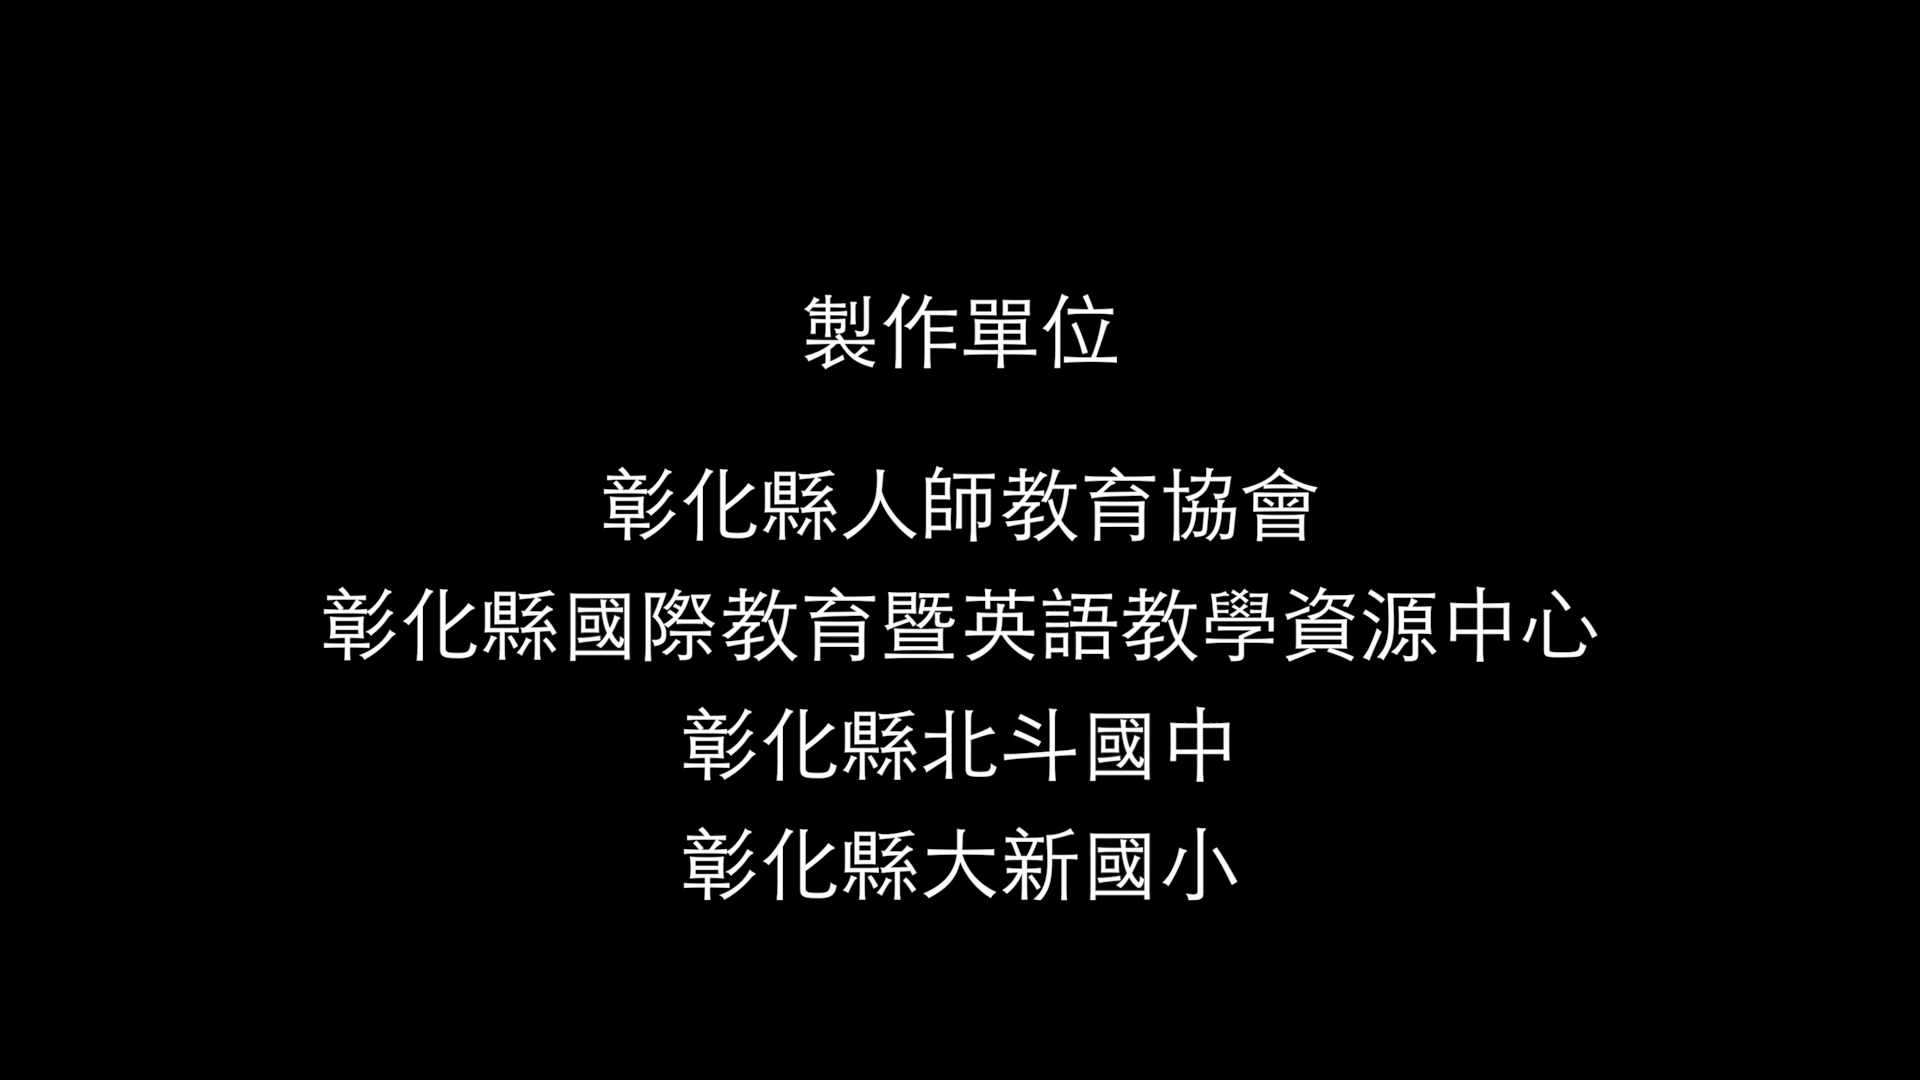 製作單位
彰化縣人師教育協會
彰化縣國際教育暨英語教學資源中心
彰化縣北斗國中
彰化縣大新國小